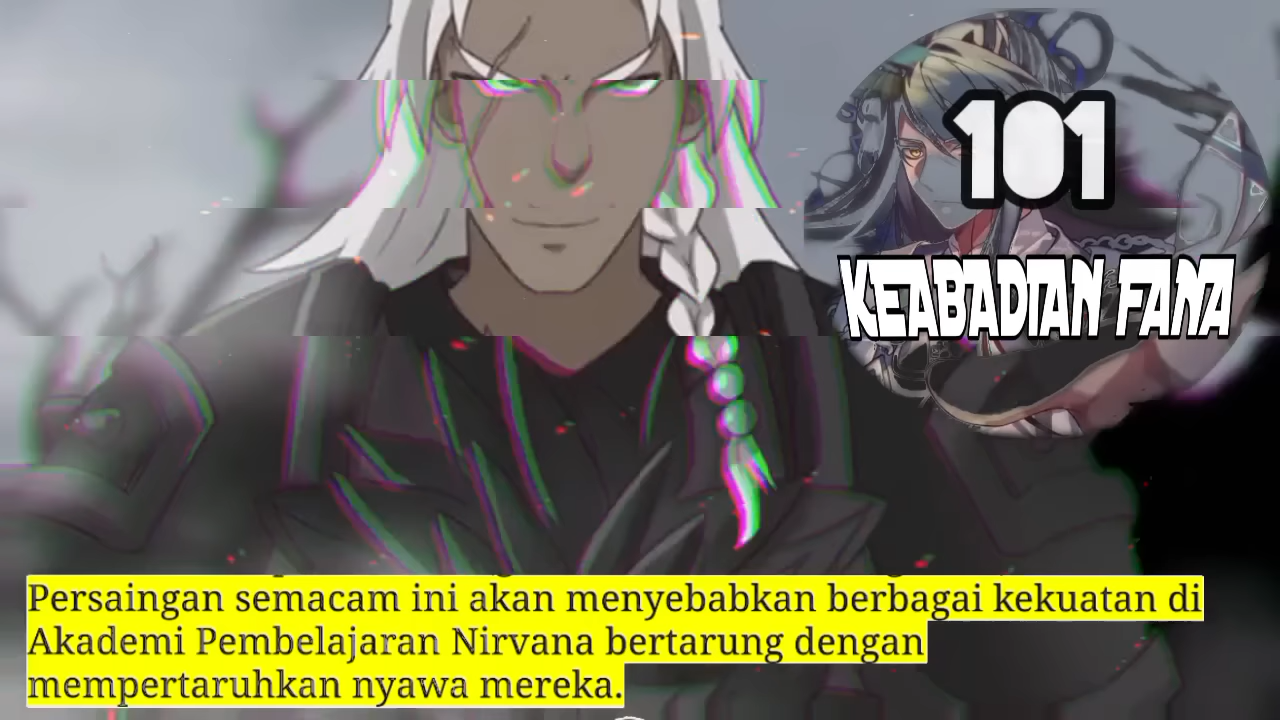 101
KEABADIAN FANA
Persaingan semacam ini akan menyebabkan berbagai kekuatan di
Akademi Pembelajaran Nirvana bertarung dengan
mempertaruhkan nyawa mereka.